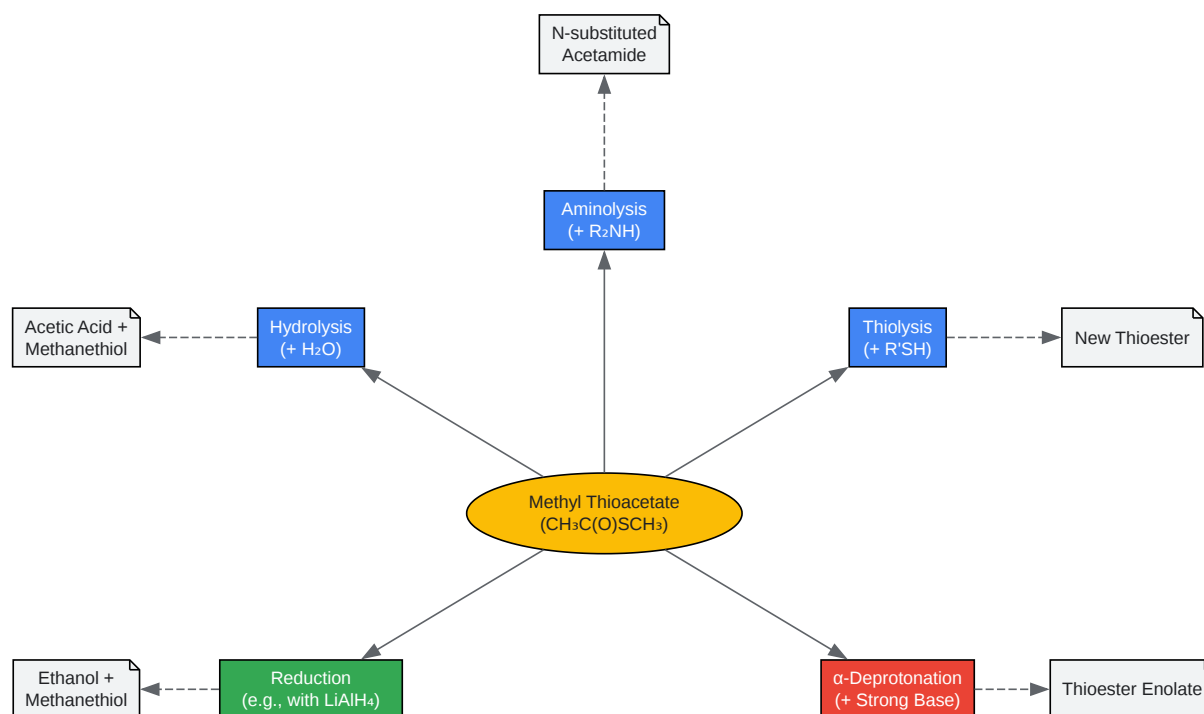 N-substituted
Acetamide
Aminolysis
(+ R₂NH)
Acetic Acid +
Methanethiol
Hydrolysis
(+ H₂O)
Thiolysis
(+ R'SH)
New Thioester
Methyl Thioacetate
(CH₃C(O)SCH₃)
Ethanol +
Methanethiol
Reduction
(e.g., with LiAlH₄)
α-Deprotonation
(+ Strong Base)
Thioester Enolate